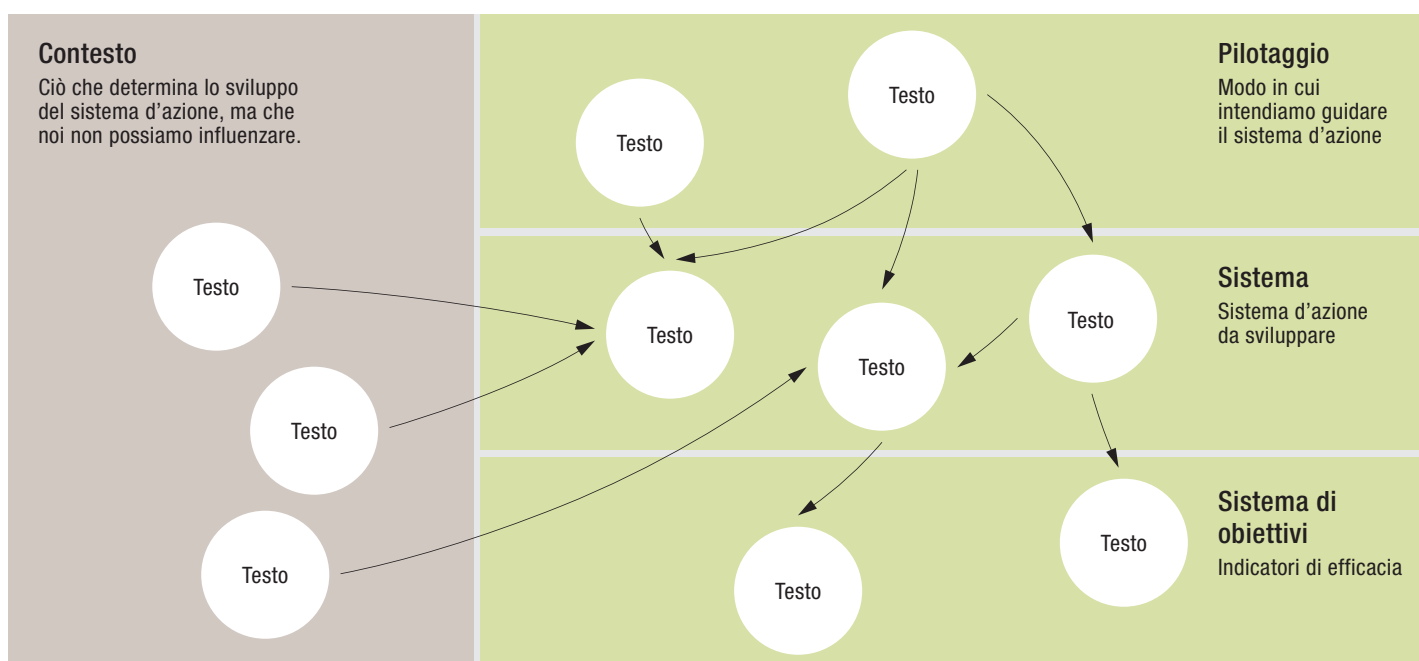 Contesto
Ciò che determina lo sviluppo
del sistema d’azione, ma che
noi non possiamo influenzare.
Testo
Testo
Testo
Pilotaggio
Modo in cui
intendiamo guidare
il sistema d’azione
Testo
Testo
Sistema
Sistema d’azione
da sviluppare
Testo
Testo
Testo
Sistema di
obiettivi
Indicatori di efficacia
Testo
Testo